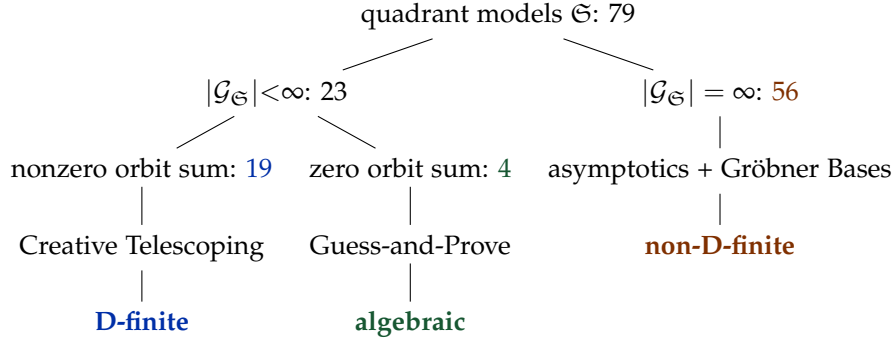 quadrant models 𝔖: 79
|𝒢_𝔖|<∞: 23
|𝒢_𝔖| = ∞: 56
nonzero orbit sum: 19
zero orbit sum: 4
asymptotics + Gröbner Bases
Creative Telescoping
Guess-and-Prove
non-D-finite
D-finite
algebraic